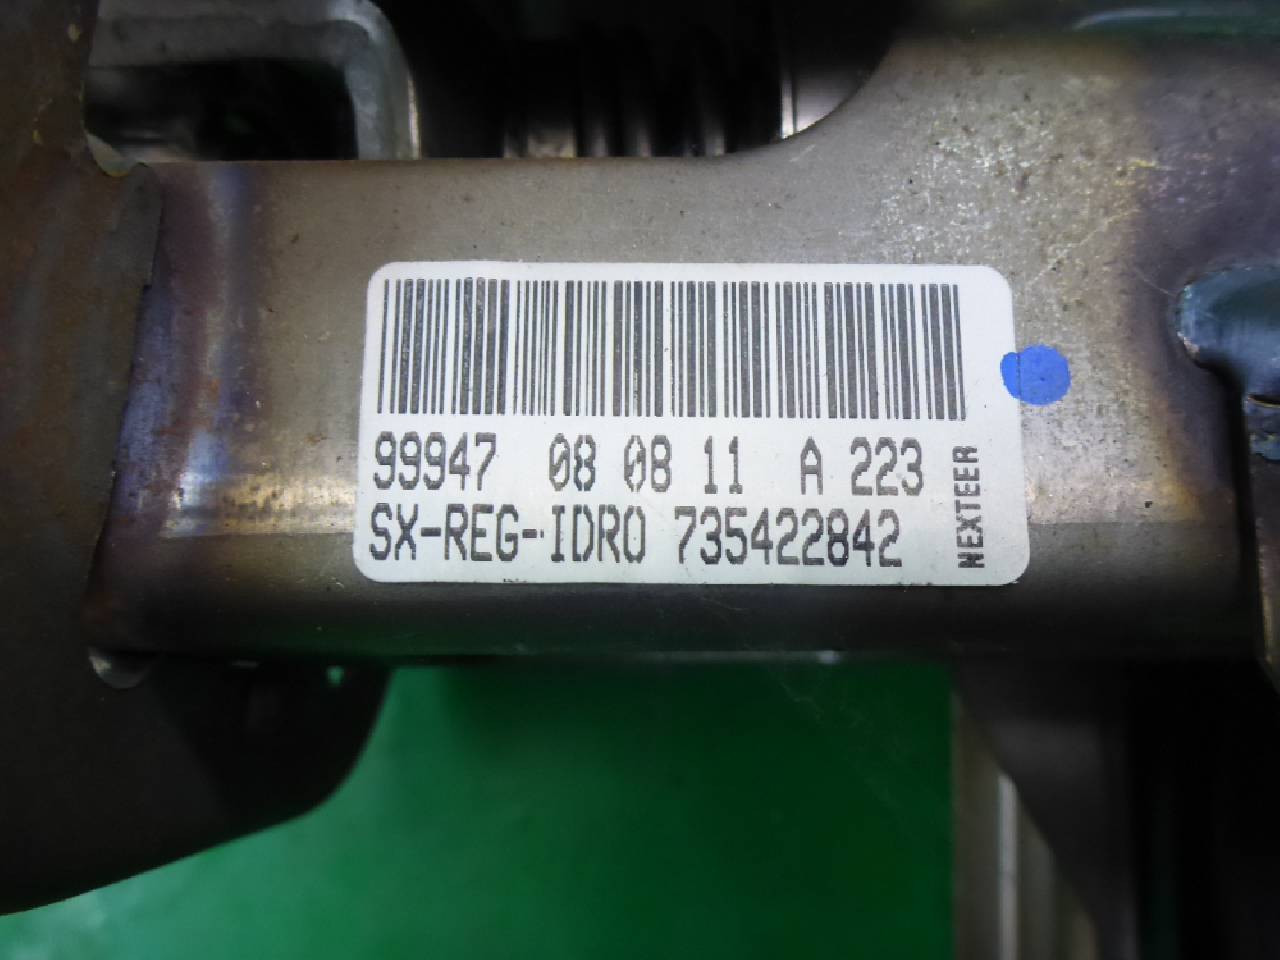 99947 08 08 11 A 223
SX-REG-IDRO 735422842
NEXTEER